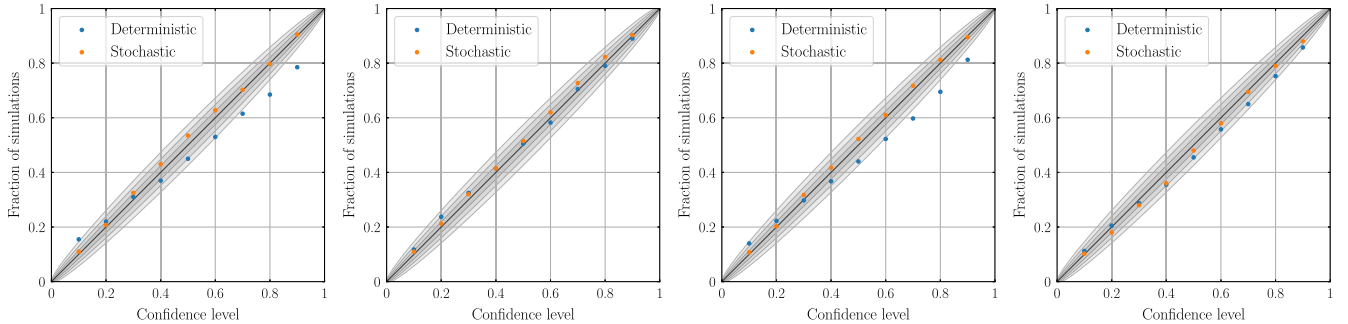 1
0.8
0.6
0.4
0.2
0
0 0.2 0.4 0.6 0.8 1
Fraction of simulations
Confidence level
Deterministic
Stochastic
1
0.8
0.6
0.4
0.2
0
0 0.2 0.4 0.6 0.8 1
Fraction of simulations
Confidence level
Deterministic
Stochastic
1
0.8
0.6
0.4
0.2
0
0 0.2 0.4 0.6 0.8 1
Fraction of simulations
Confidence level
Deterministic
Stochastic
1
0.8
0.6
0.4
0.2
0
0 0.2 0.4 0.6 0.8 1
Fraction of simulations
Confidence level
Deterministic
Stochastic